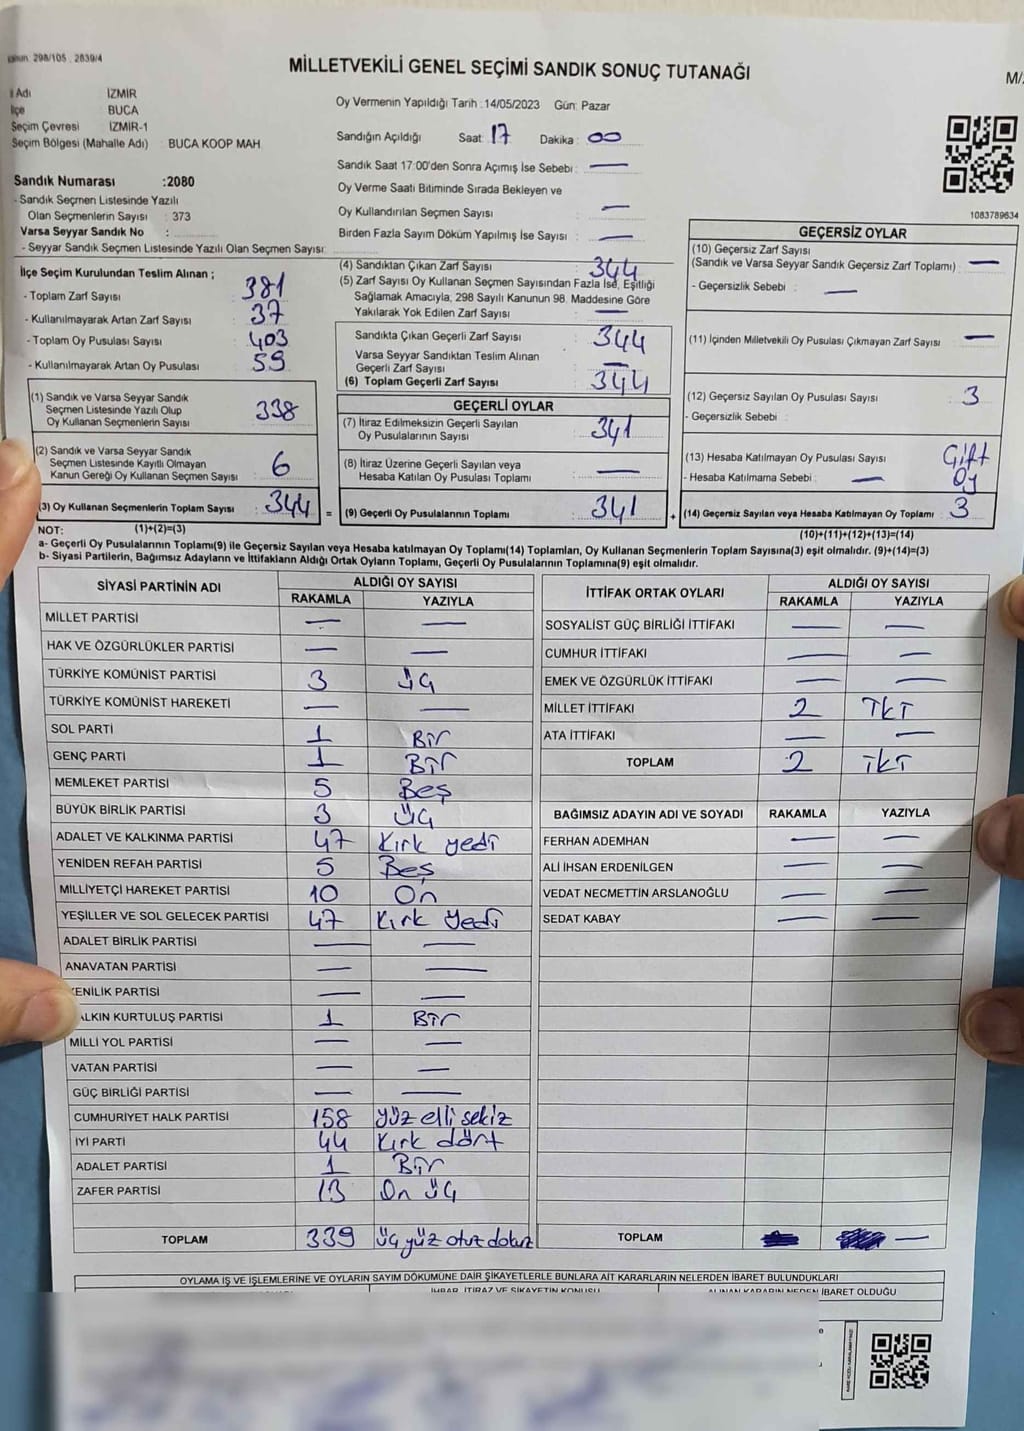 Kanun: 298/105, 2839/4
MİLLETVEKİLİ GENEL SEÇİMİ SANDIK SONUÇ TUTANAĞI
İl Adı İZMİR
İlçe BUCA
Seçim Çevresi İZMİR-1
Seçim Bölgesi (Mahalle Adı) BUCA KOOP MAH.
Oy Vermenin Yapıldığı Tarih :14/05/2023 Gün: Pazar
Sandığın Açıldığı Saat: 17 Dakika : 00
Sandık Saat 17:00'den Sonra Açımış İse Sebebi : —
Oy Verme Saati Bitiminde Sırada Bekleyen ve
Oy Kullandırılan Seçmen Sayısı —
Birden Fazla Sayım Döküm Yapılmış İse Sayısı : —
Sandık Numarası :2080
- Sandık Seçmen Listesinde Yazılı
Olan Seçmenlerin Sayısı : 373
Varsa Seyyar Sandık No :
- Seyyar Sandık Seçmen Listesinde Yazılı Olan Seçmen Sayısı:
1083789634
İlçe Seçim Kurulundan Teslim Alınan ;
- Toplam Zarf Sayısı : 381
- Kullanılmayarak Artan Zarf Sayısı : 37
- Toplam Oy Pusulası Sayısı : 403
- Kullanılmayarak Artan Oy Pusulası : 59
(1) Sandık ve Varsa Seyyar Sandık
Seçmen Listesinde Yazılı Olup
Oy Kullanan Seçmenlerin Sayısı : 338
(2) Sandık ve Varsa Seyyar Sandık
Seçmen Listesinde Kayıtlı Olmayan
Kanun Gereği Oy Kullanan Seçmen Sayısı : 6
(3) Oy Kullanan Seçmenlerin Toplam Sayısı : 344 =
(1)+(2)=(3)
(4) Sandıktan Çıkan Zarf Sayısı : 344
(5) Zarf Sayısı Oy Kullanan Seçmen Sayısından Fazla İse, Eşitliği
Sağlamak Amacıyla, 298 Sayılı Kanunun 98. Maddesine Göre
Yakılarak Yok Edilen Zarf Sayısı : —
Sandıkta Çıkan Geçerli Zarf Sayısı : 344
Varsa Seyyar Sandıktan Teslim Alınan
Geçerli Zarf Sayısı : —
(6) Toplam Geçerli Zarf Sayısı : 344
GEÇERLİ OYLAR
(7) İtiraz Edilmeksizin Geçerli Sayılan
Oy Pusulalarının Sayısı : 341
(8) İtiraz Üzerine Geçerli Sayılan veya
Hesaba Katılan Oy Pusulası Toplamı : —
(9) Geçerli Oy Pusulalarının Toplamı : 341 +
GEÇERSİZ OYLAR
(10) Geçersiz Zarf Sayısı
(Sandık ve Varsa Seyyar Sandık Geçersiz Zarf Toplamı) : —
- Geçersizlik Sebebi : —
(11) İçinden Milletvekili Oy Pusulası Çıkmayan Zarf Sayısı : —
(12) Geçersiz Sayılan Oy Pusulası Sayısı : 3
- Geçersizlik Sebebi :
(13) Hesaba Katılmayan Oy Pusulası Sayısı : Çift
- Hesaba Katılmama Sebebi : — Oy
(14) Geçersiz Sayılan veya Hesaba Katılmayan Oy Toplamı : 3
(10)+(11)+(12)+(13)=(14)
NOT:
a- Geçerli Oy Pusulalarının Toplamı(9) ile Geçersiz Sayılan veya Hesaba katılmayan Oy Toplamı(14) Toplamları, Oy Kullanan Seçmenlerin Toplam Sayısına(3) eşit olmalıdır. (9)+(14)=(3)
b- Siyasi Partilerin, Bağımsız Adayların ve İttifakların Aldığı Ortak Oyların Toplamı, Geçerli Oy Pusulalarının Toplamına(9) eşit olmalıdır.
SİYASİ PARTİNİN ADI ALDIĞI OY SAYISI
RAKAMLA YAZIYLA
MİLLET PARTİSİ — —
HAK VE ÖZGÜRLÜKLER PARTİSİ — —
TÜRKİYE KOMÜNİST PARTİSİ 3 üç
TÜRKİYE KOMÜNİST HAREKETİ — —
SOL PARTİ 1 Bir
GENÇ PARTİ 1 Bir
MEMLEKET PARTİSİ 5 Beş
BÜYÜK BİRLİK PARTİSİ 3 üç
ADALET VE KALKINMA PARTİSİ 47 Kırk yedi
YENİDEN REFAH PARTİSİ 5 Beş
MİLLİYETÇİ HAREKET PARTİSİ 10 On
YEŞİLLER VE SOL GELECEK PARTİSİ 47 Kırk Yedi
ADALET BİRLİK PARTİSİ — —
ANAVATAN PARTİSİ — —
YENİLİK PARTİSİ — —
HALKIN KURTULUŞ PARTİSİ 1 Bir
MİLLİ YOL PARTİSİ — —
VATAN PARTİSİ — —
GÜÇ BİRLİĞİ PARTİSİ — —
CUMHURİYET HALK PARTİSİ 158 yüz elli sekiz
İYİ PARTİ 44 Kırk dört
ADALET PARTİSİ 1 Bir
ZAFER PARTİSİ 13 On üç
TOPLAM 339 üç yüz otuz dokuz
İTTİFAK ORTAK OYLARI ALDIĞI OY SAYISI
RAKAMLA YAZIYLA
SOSYALİST GÜÇ BİRLİĞİ İTTİFAKI — —
CUMHUR İTTİFAKI — —
EMEK VE ÖZGÜRLÜK İTTİFAKI — —
MİLLET İTTİFAKI 2 İki
ATA İTTİFAKI — —
TOPLAM 2 İki
BAĞIMSIZ ADAYIN ADI VE SOYADI RAKAMLA YAZIYLA
FERHAN ADEMHAN — —
ALİ İHSAN ERDENİLGEN — —
VEDAT NECMETTİN ARSLANOĞLU — —
SEDAT KABAY — —
TOPLAM —
OYLAMA İŞ VE İŞLEMLERİNE VE OYLARIN SAYIM DÖKÜMÜNE DAİR ŞİKAYETLERLE BUNLARA AİT KARARLARIN NELERDEN İBARET BULUNDUKLARI
İHBAR, İTİRAZ VE ŞİKAYETİN KONUSU ALINAN KARARIN NEDEN İBARET OLDUĞU